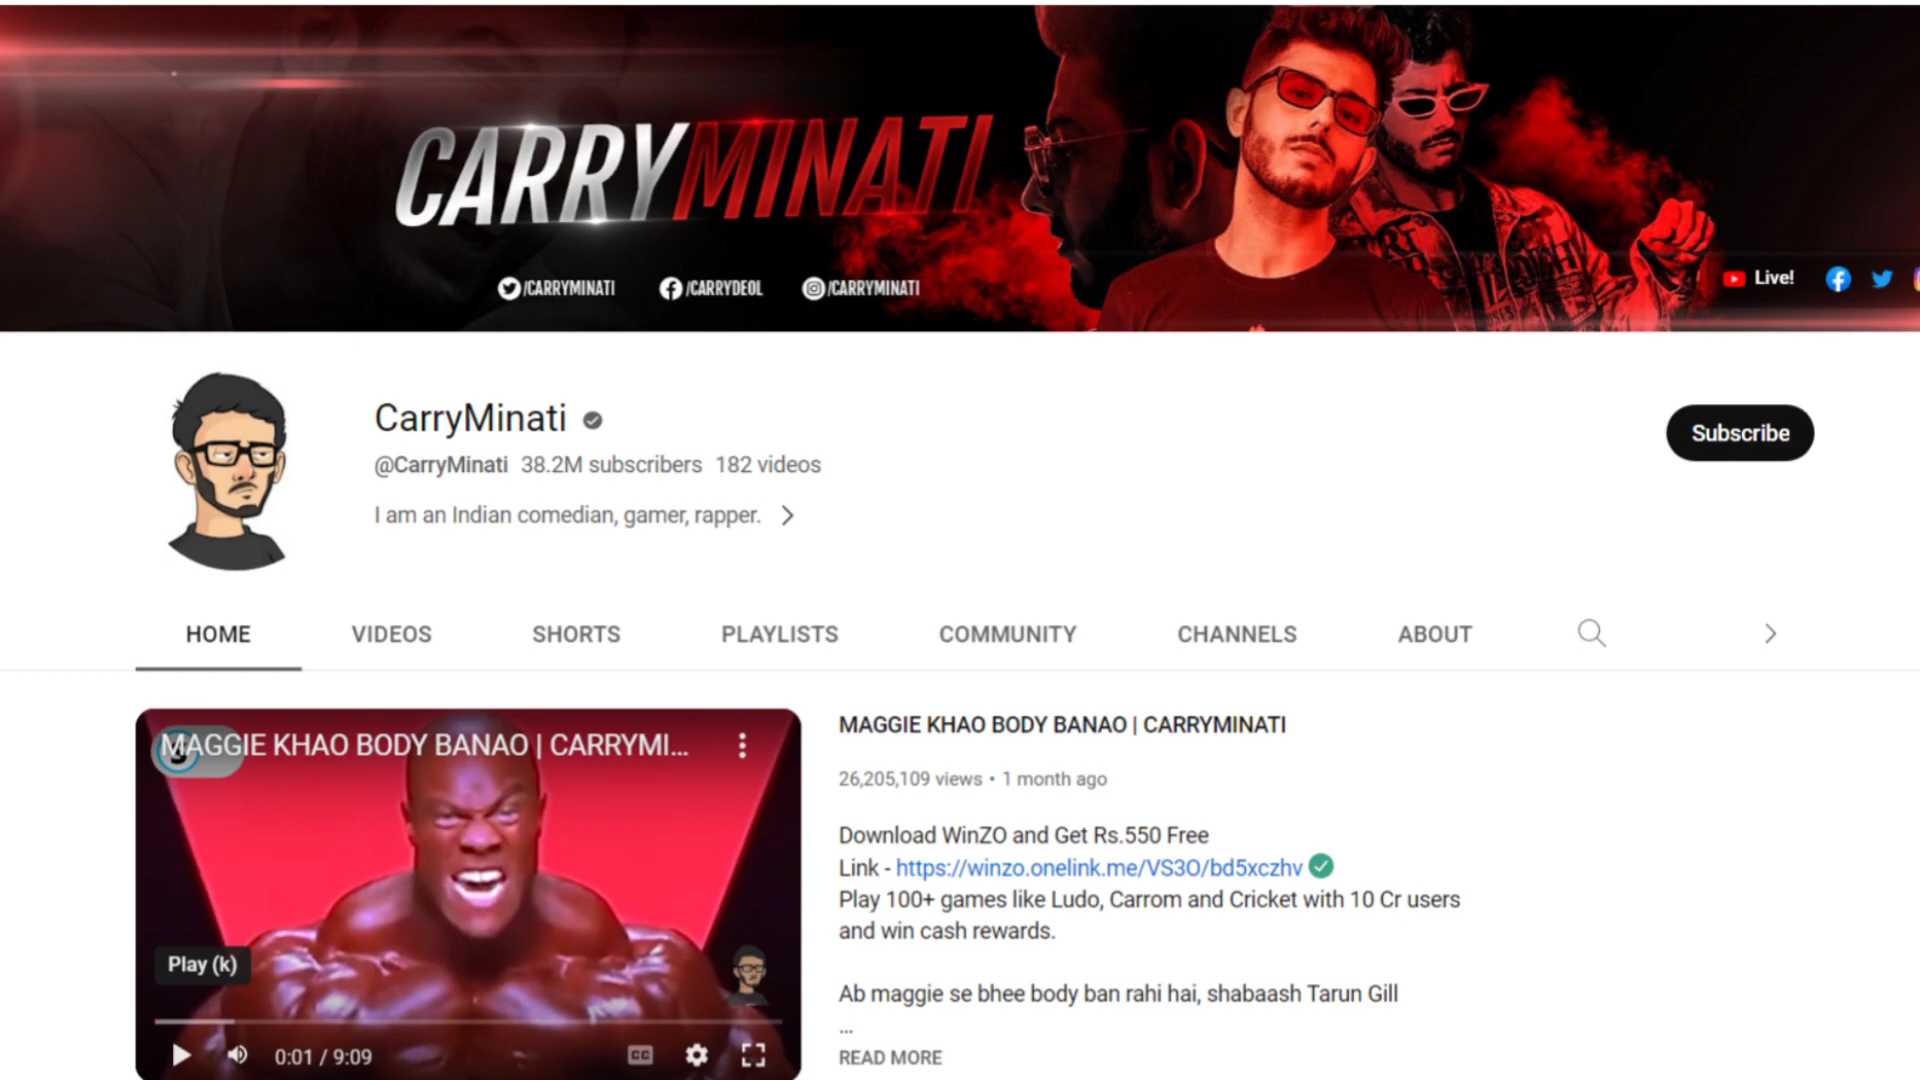 CARRYMINATI
/CARRYMINATI /CARRYDEOL /CARRYMINATI
Live!
CarryMinati
@CarryMinati 38.2M subscribers 182 videos
I am an Indian comedian, gamer, rapper.
Subscribe
HOME VIDEOS SHORTS PLAYLISTS COMMUNITY CHANNELS ABOUT
MAGGIE KHAO BODY BANAO | CARRYMI...
Play (k)
0:01 / 9:09
CC
MAGGIE KHAO BODY BANAO | CARRYMINATI
26,205,109 views • 1 month ago
Download WinZO and Get Rs.550 Free
Link - https://winzo.onelink.me/VS3O/bd5xczhv
Play 100+ games like Ludo, Carrom and Cricket with 10 Cr users
and win cash rewards.
Ab maggie se bhee body ban rahi hai, shabaash Tarun Gill
...
READ MORE